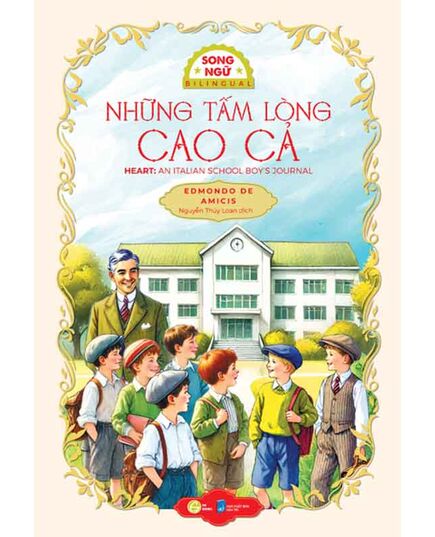 SONG
NGỮ
BILINGUAL
NHỮNG TẤM LÒNG
CAO CẢ
HEART: AN ITALIAN SCHOOL BOY'S JOURNAL
EDMONDO DE
AMICIS
Nguyễn Thúy Loan dịch